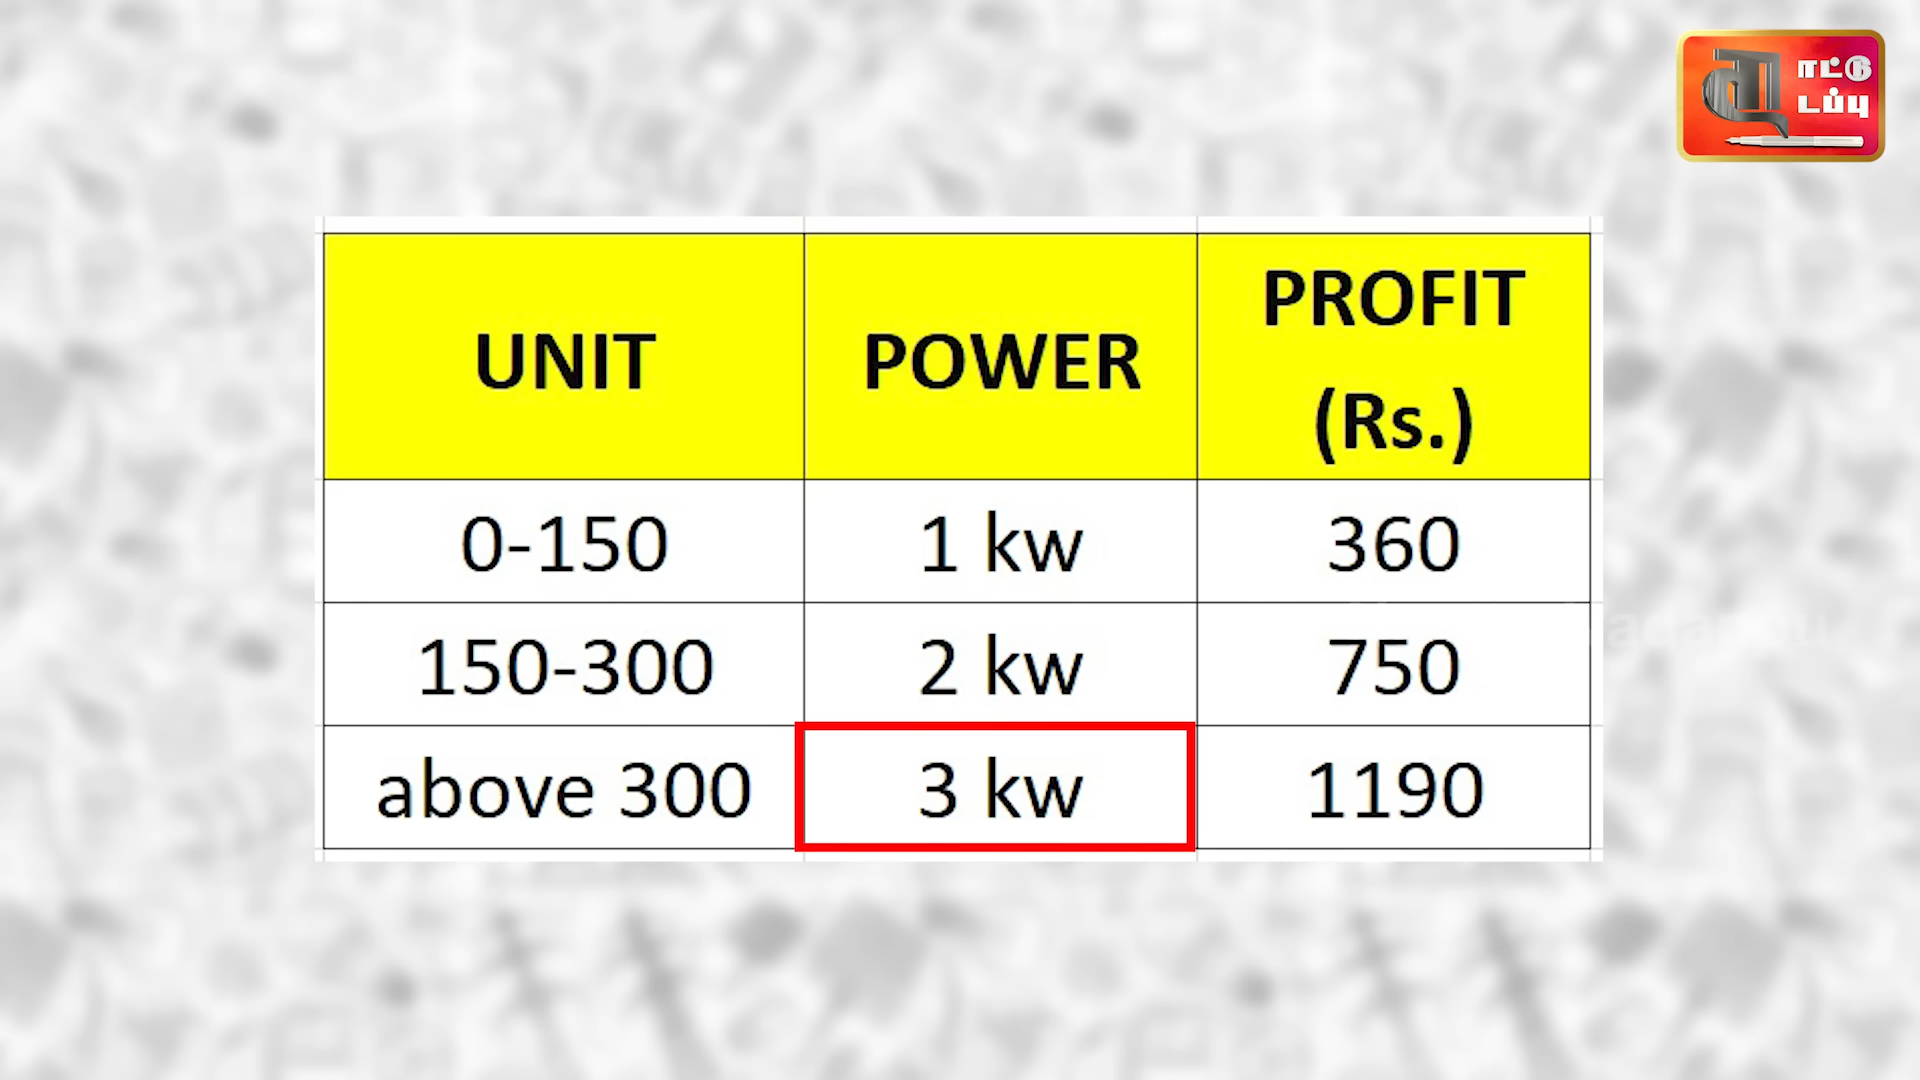 ாட்டு
டப்பு
UNIT POWER PROFIT (Rs.)
0-150 1 kw 360
150-300 2 kw 750
above 300 3 kw 1190